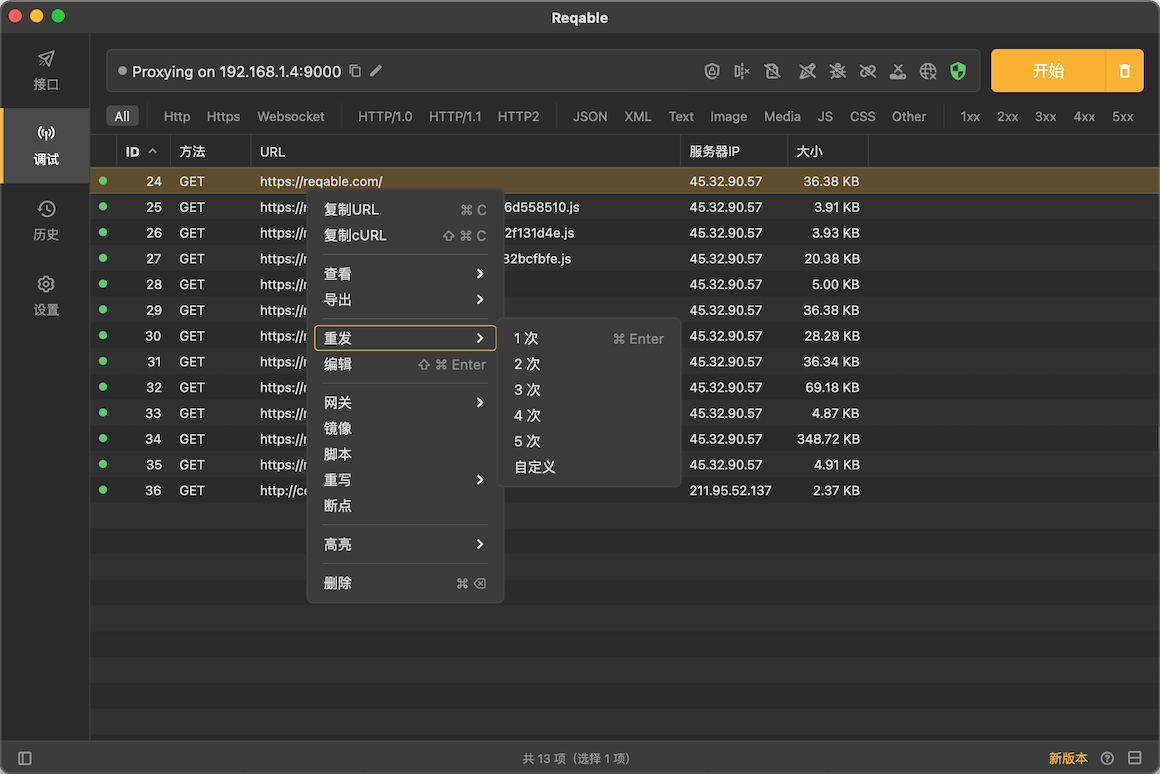 Reqable
接口
调试
历史
设置
Proxying on 192.168.1.4:9000
开始
All Http Https Websocket HTTP/1.0 HTTP/1.1 HTTP2 JSON XML Text Image Media JS CSS Other 1xx 2xx 3xx 4xx 5xx
ID 方法 URL 服务器IP 大小
24 GET https://reqable.com/ 45.32.90.57 36.38 KB
25 GET https://r 6d558510.js 45.32.90.57 3.91 KB
26 GET https://r 2f131d4e.js 45.32.90.57 3.93 KB
27 GET https://r 32bcfbfe.js 45.32.90.57 20.38 KB
28 GET https://r 45.32.90.57 5.00 KB
29 GET https://r 45.32.90.57 36.38 KB
30 GET https://r 45.32.90.57 28.28 KB
31 GET https://r 45.32.90.57 36.34 KB
32 GET https://r 45.32.90.57 69.18 KB
33 GET https://r 45.32.90.57 4.87 KB
34 GET https://r 45.32.90.57 348.72 KB
35 GET https://r 45.32.90.57 4.91 KB
36 GET http://c 211.95.52.137 2.37 KB
复制URL ⌘ C
复制cURL ⇧ ⌘ C
查看
导出
重发
编辑 ⇧ ⌘ Enter
网关
镜像
脚本
重写
断点
高亮
删除 ⌘ ⌫
1 次 ⌘ Enter
2 次
3 次
4 次
5 次
自定义
共 13 项（选择 1 项）
新版本